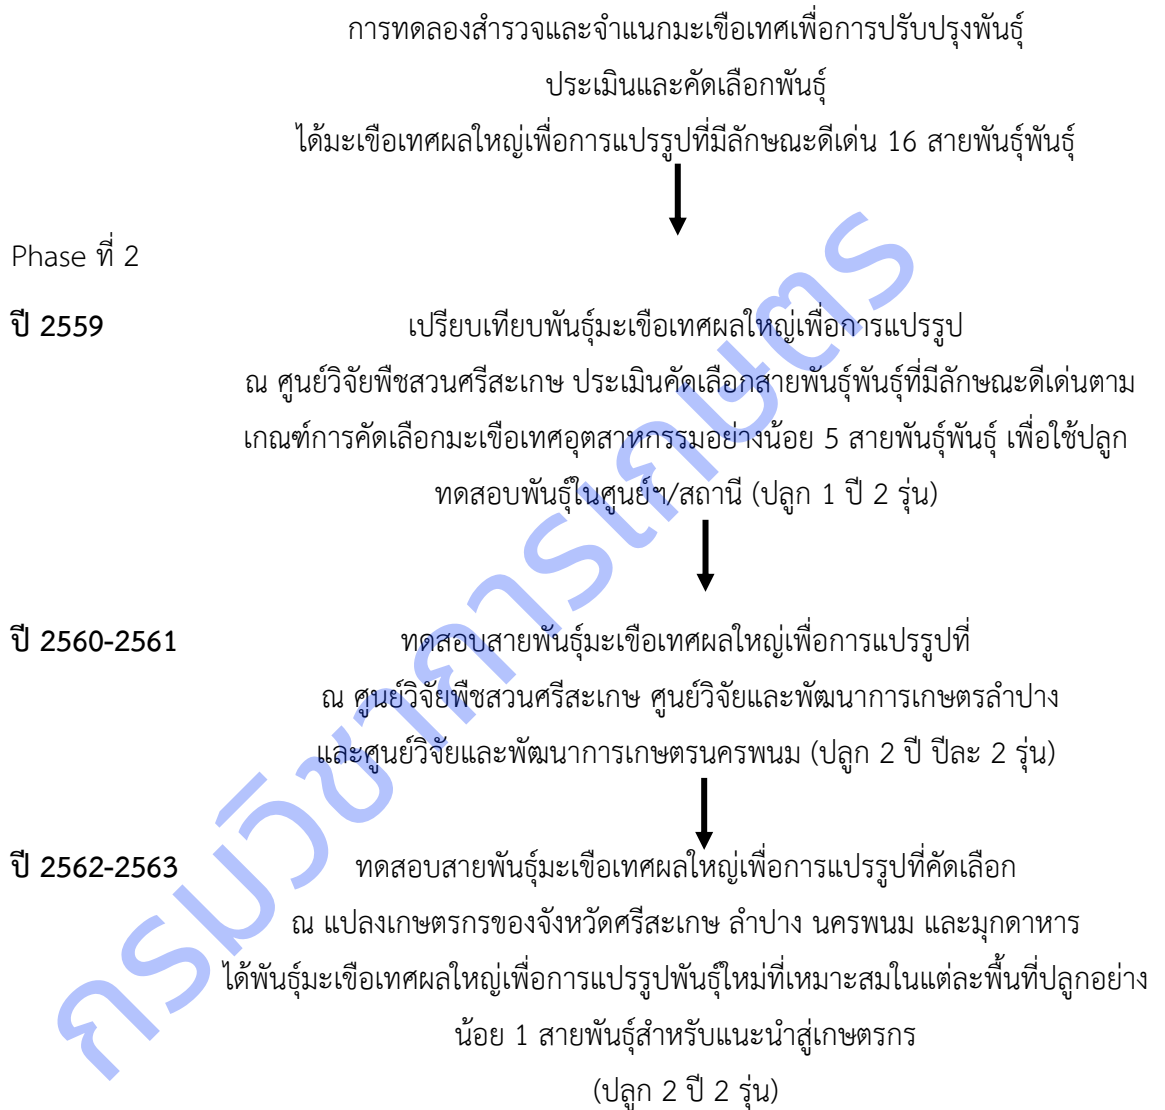 การทดลองสำรวจและจำแนกมะเขือเทศเพื่อการปรับปรุงพันธุ์
ประเมินและคัดเลือกพันธุ์
ได้มะเขือเทศผลใหญ่เพื่อการแปรรูปที่มีลักษณะดีเด่น 16 สายพันธุ์พันธุ์
Phase ที่ 2
ปี 2559 เปรียบเทียบพันธุ์มะเขือเทศผลใหญ่เพื่อการแปรรูป
ณ ศูนย์วิจัยพืชสวนศรีสะเกษ ประเมินคัดเลือกสายพันธุ์พันธุ์ที่มีลักษณะดีเด่นตาม
เกณฑ์การคัดเลือกมะเขือเทศอุตสาหกรรมอย่างน้อย 5 สายพันธุ์พันธุ์ เพื่อใช้ปลูก
ทดสอบพันธุ์ในศูนย์ฯ/สถานี (ปลูก 1 ปี 2 รุ่น)
ปี 2560-2561 ทดสอบสายพันธุ์มะเขือเทศผลใหญ่เพื่อการแปรรูปที่
ณ ศูนย์วิจัยพืชสวนศรีสะเกษ ศูนย์วิจัยและพัฒนาการเกษตรลำปาง
และศูนย์วิจัยและพัฒนาการเกษตรนครพนม (ปลูก 2 ปี ปีละ 2 รุ่น)
ปี 2562-2563 ทดสอบสายพันธุ์มะเขือเทศผลใหญ่เพื่อการแปรรูปที่คัดเลือก
ณ แปลงเกษตรกรของจังหวัดศรีสะเกษ ลำปาง นครพนม และมุกดาหาร
ได้พันธุ์มะเขือเทศผลใหญ่เพื่อการแปรรูปพันธุ์ใหม่ที่เหมาะสมในแต่ละพื้นที่ปลูกอย่าง
น้อย 1 สายพันธุ์สำหรับแนะนำสู่เกษตรกร
(ปลูก 2 ปี 2 รุ่น)
กรมวิชาการเกษตร